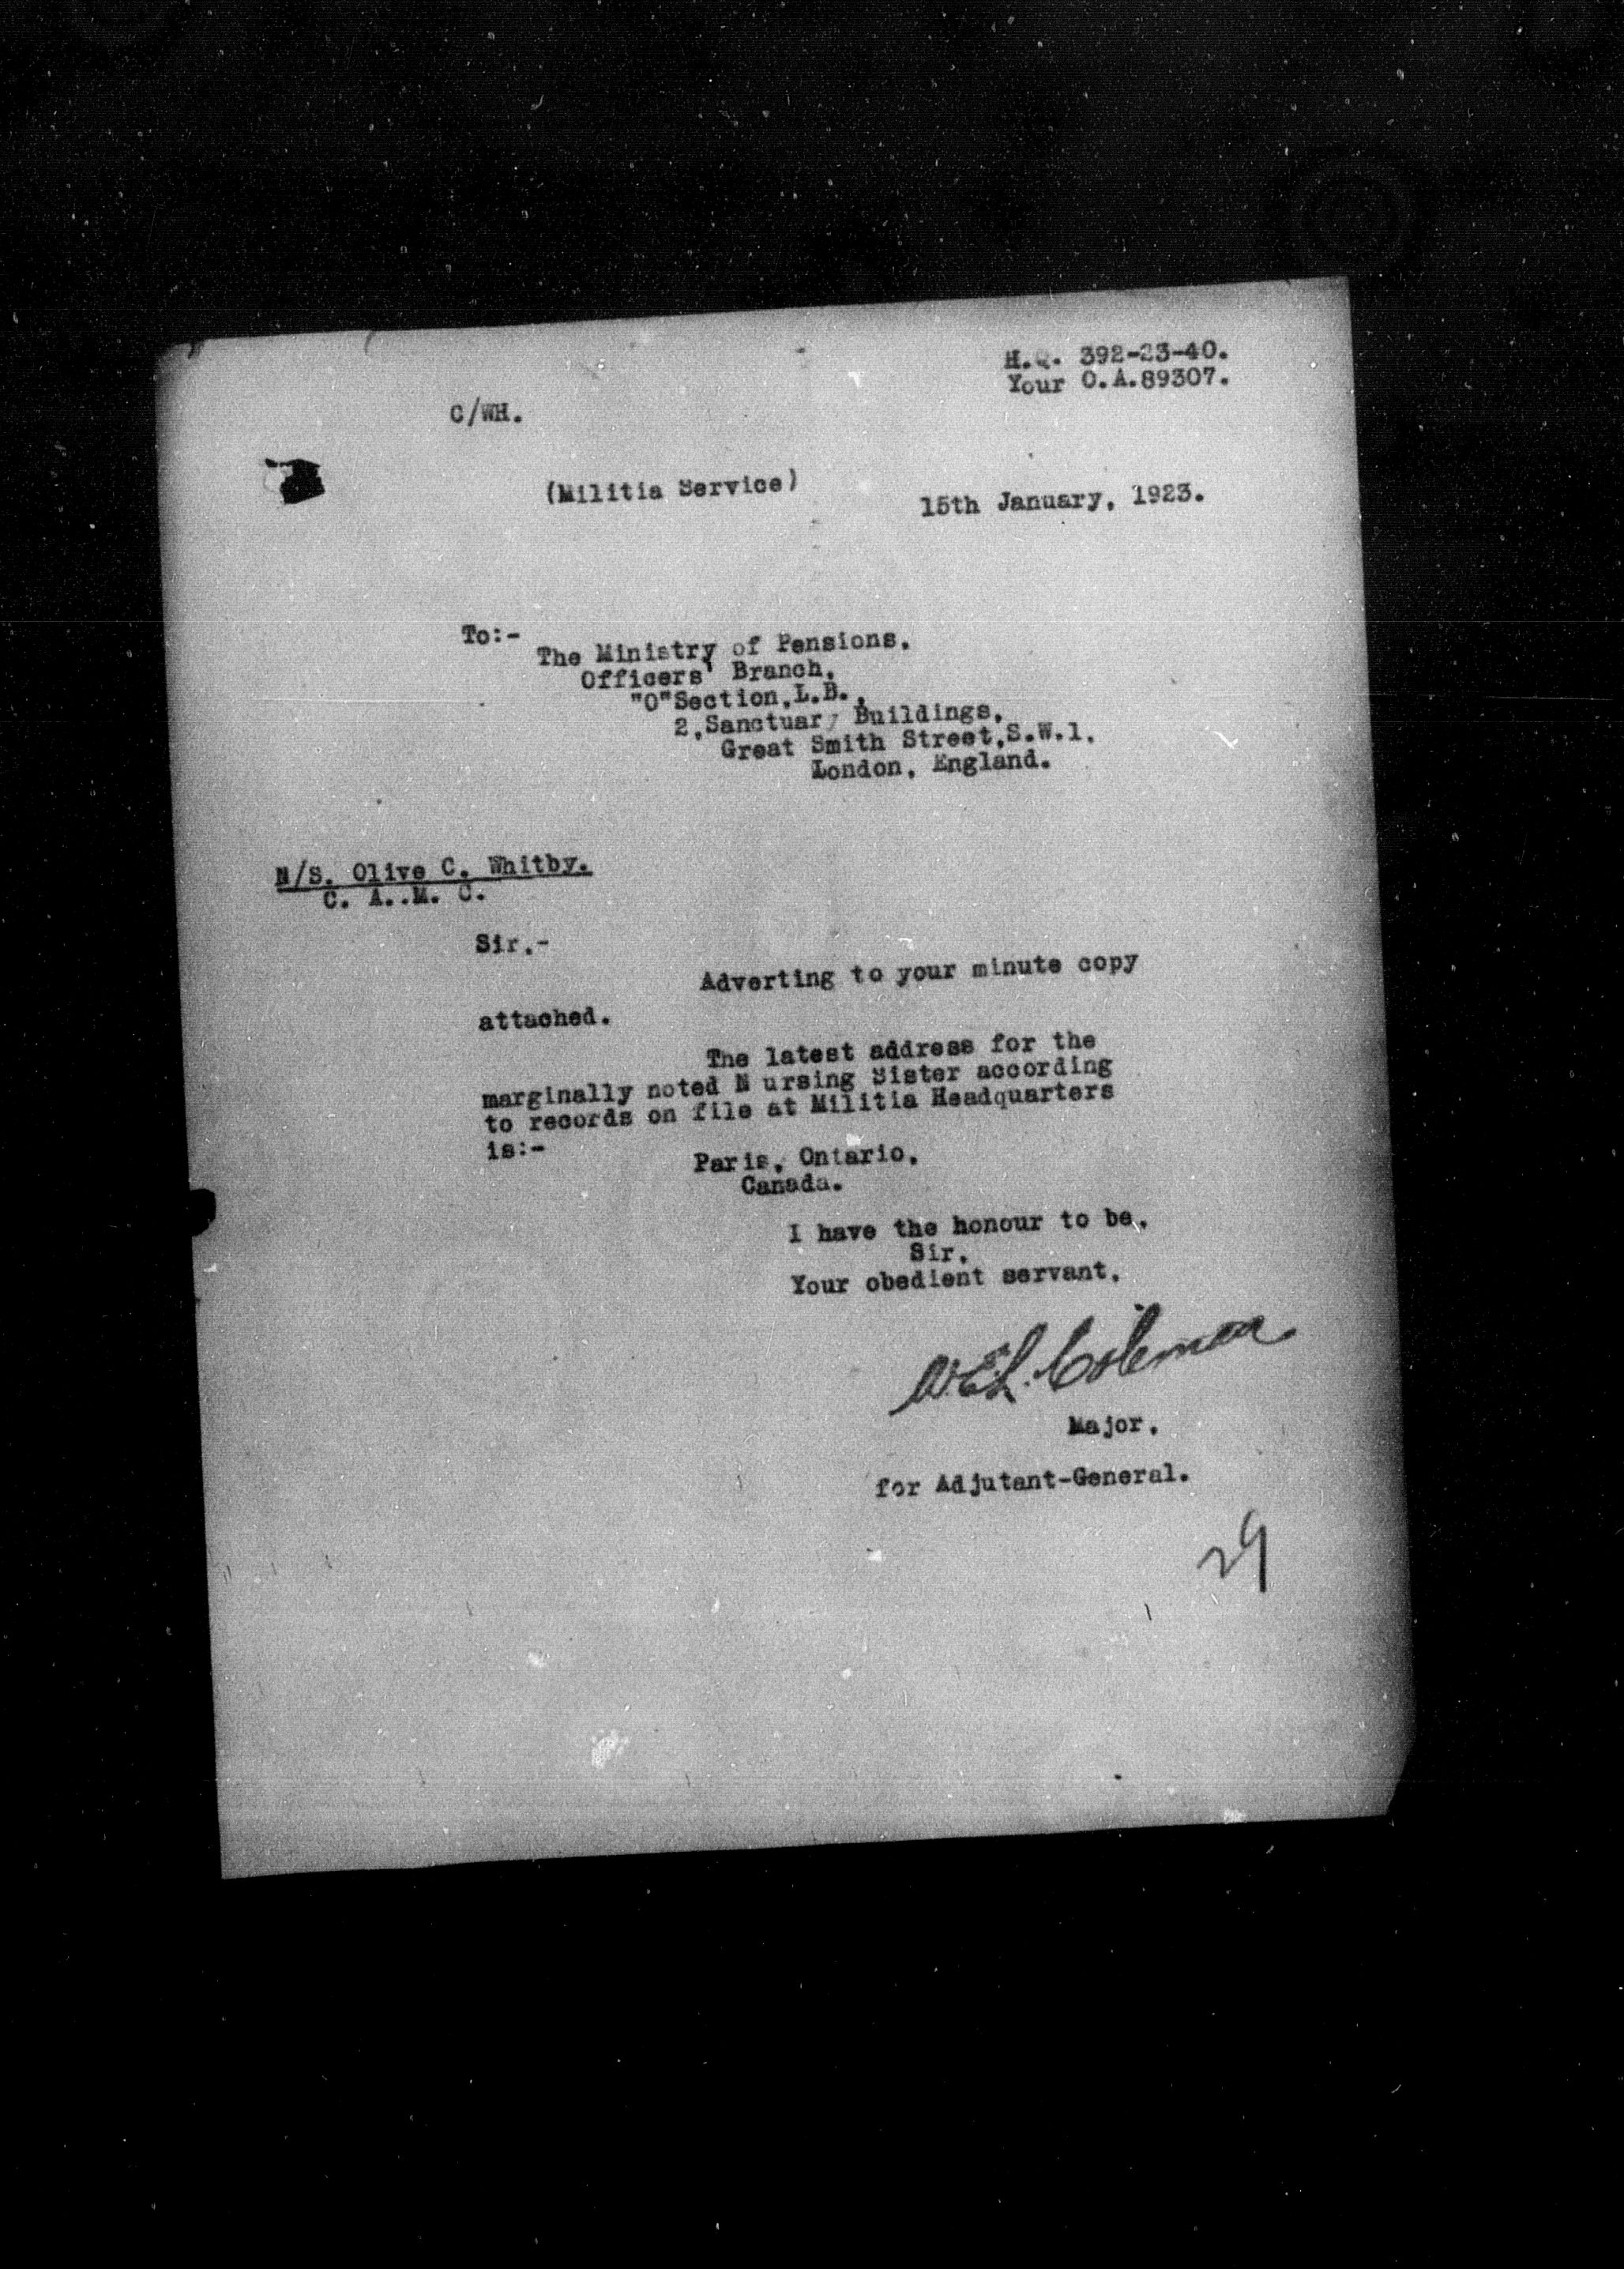 H.Q. 392-23-40.
Your O.A.89307.
C/WH.
(Militia Service)
15th January, 1923.
To:-
The Ministry of Pensions,
Officers' Branch,
"O"Section,L.B.,
2,Sanctuary Buildings,
Great Smith Street,S.W.1,
London, England.
N/S. Olive C. Whitby.
C. A..M. C.
Sir,-
Adverting to your minute copy
attached.
The latest address for the
marginally noted N ursing Sister according
to records on file at Militia Headquarters
is:-
Paris, Ontario,
Canada.
I have the honour to be,
Sir,
Your obedient servant,
Coleman
Major,
for Adjutant-General.
29